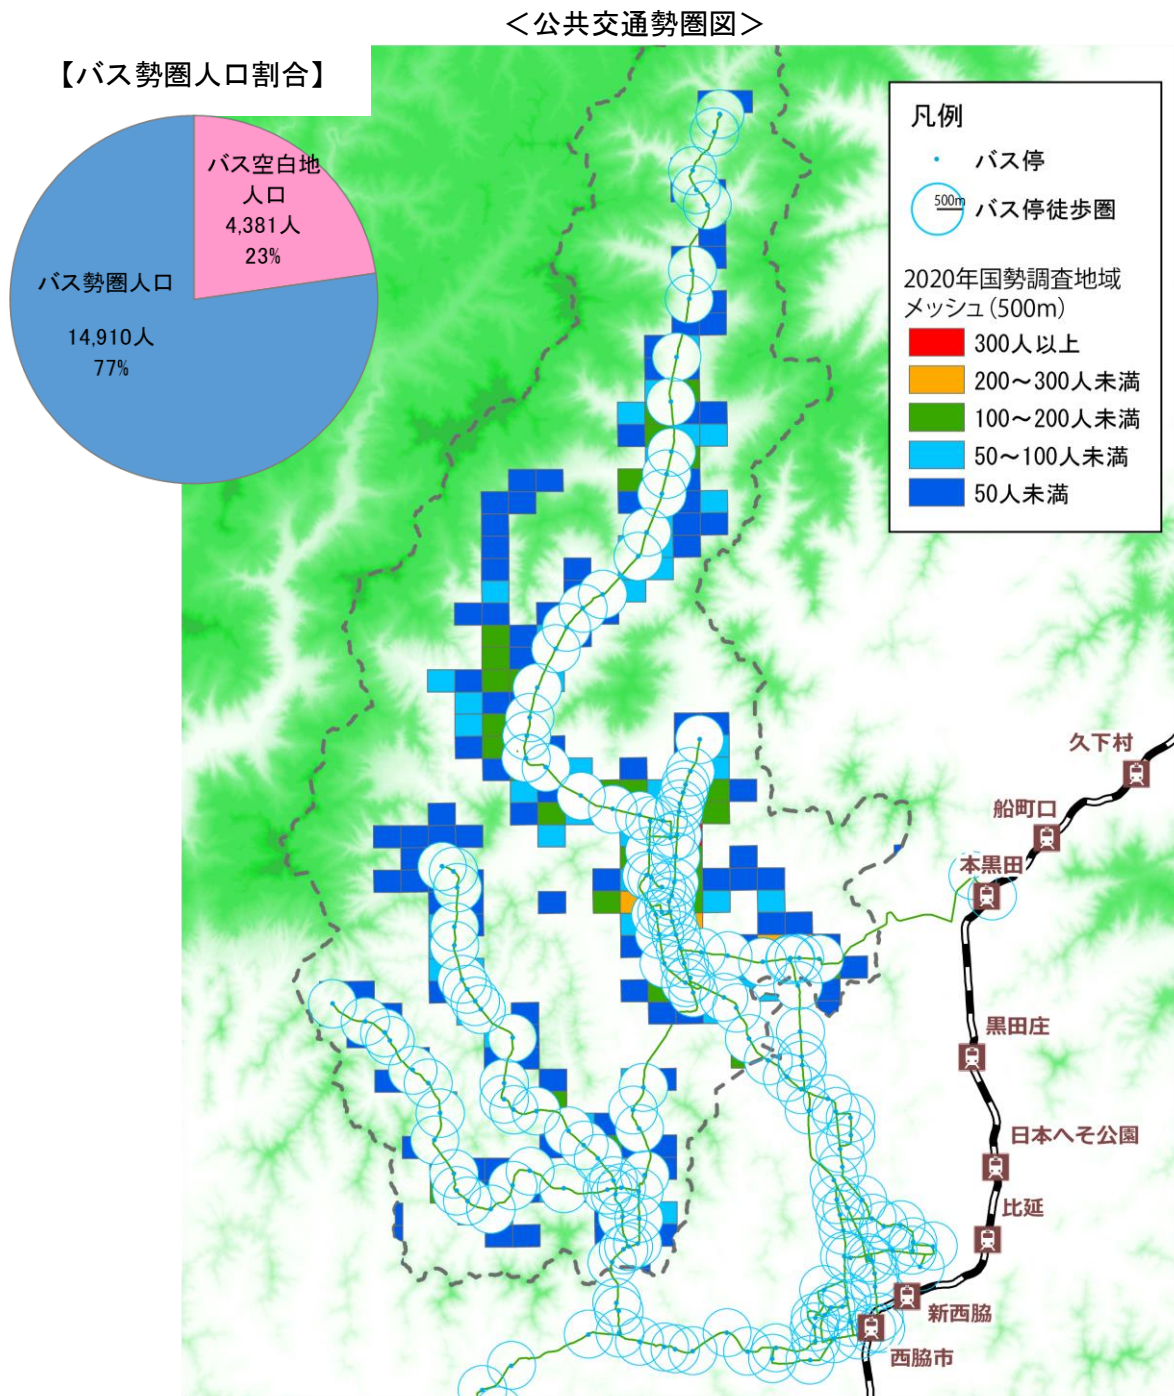 ＜公共交通勢圏図＞
【バス勢圏人口割合】
バス空白地
人口
4,381人
23%
バス勢圏人口
14,910人
77%
凡例
バス停
500m
バス停徒歩圏
2020年国勢調査地域
メッシュ(500m)
300人以上
200～300人未満
100～200人未満
50～100人未満
50人未満
久下村
船町口
本黒田
黒田庄
日本へそ公園
比延
新西脇
西脇市